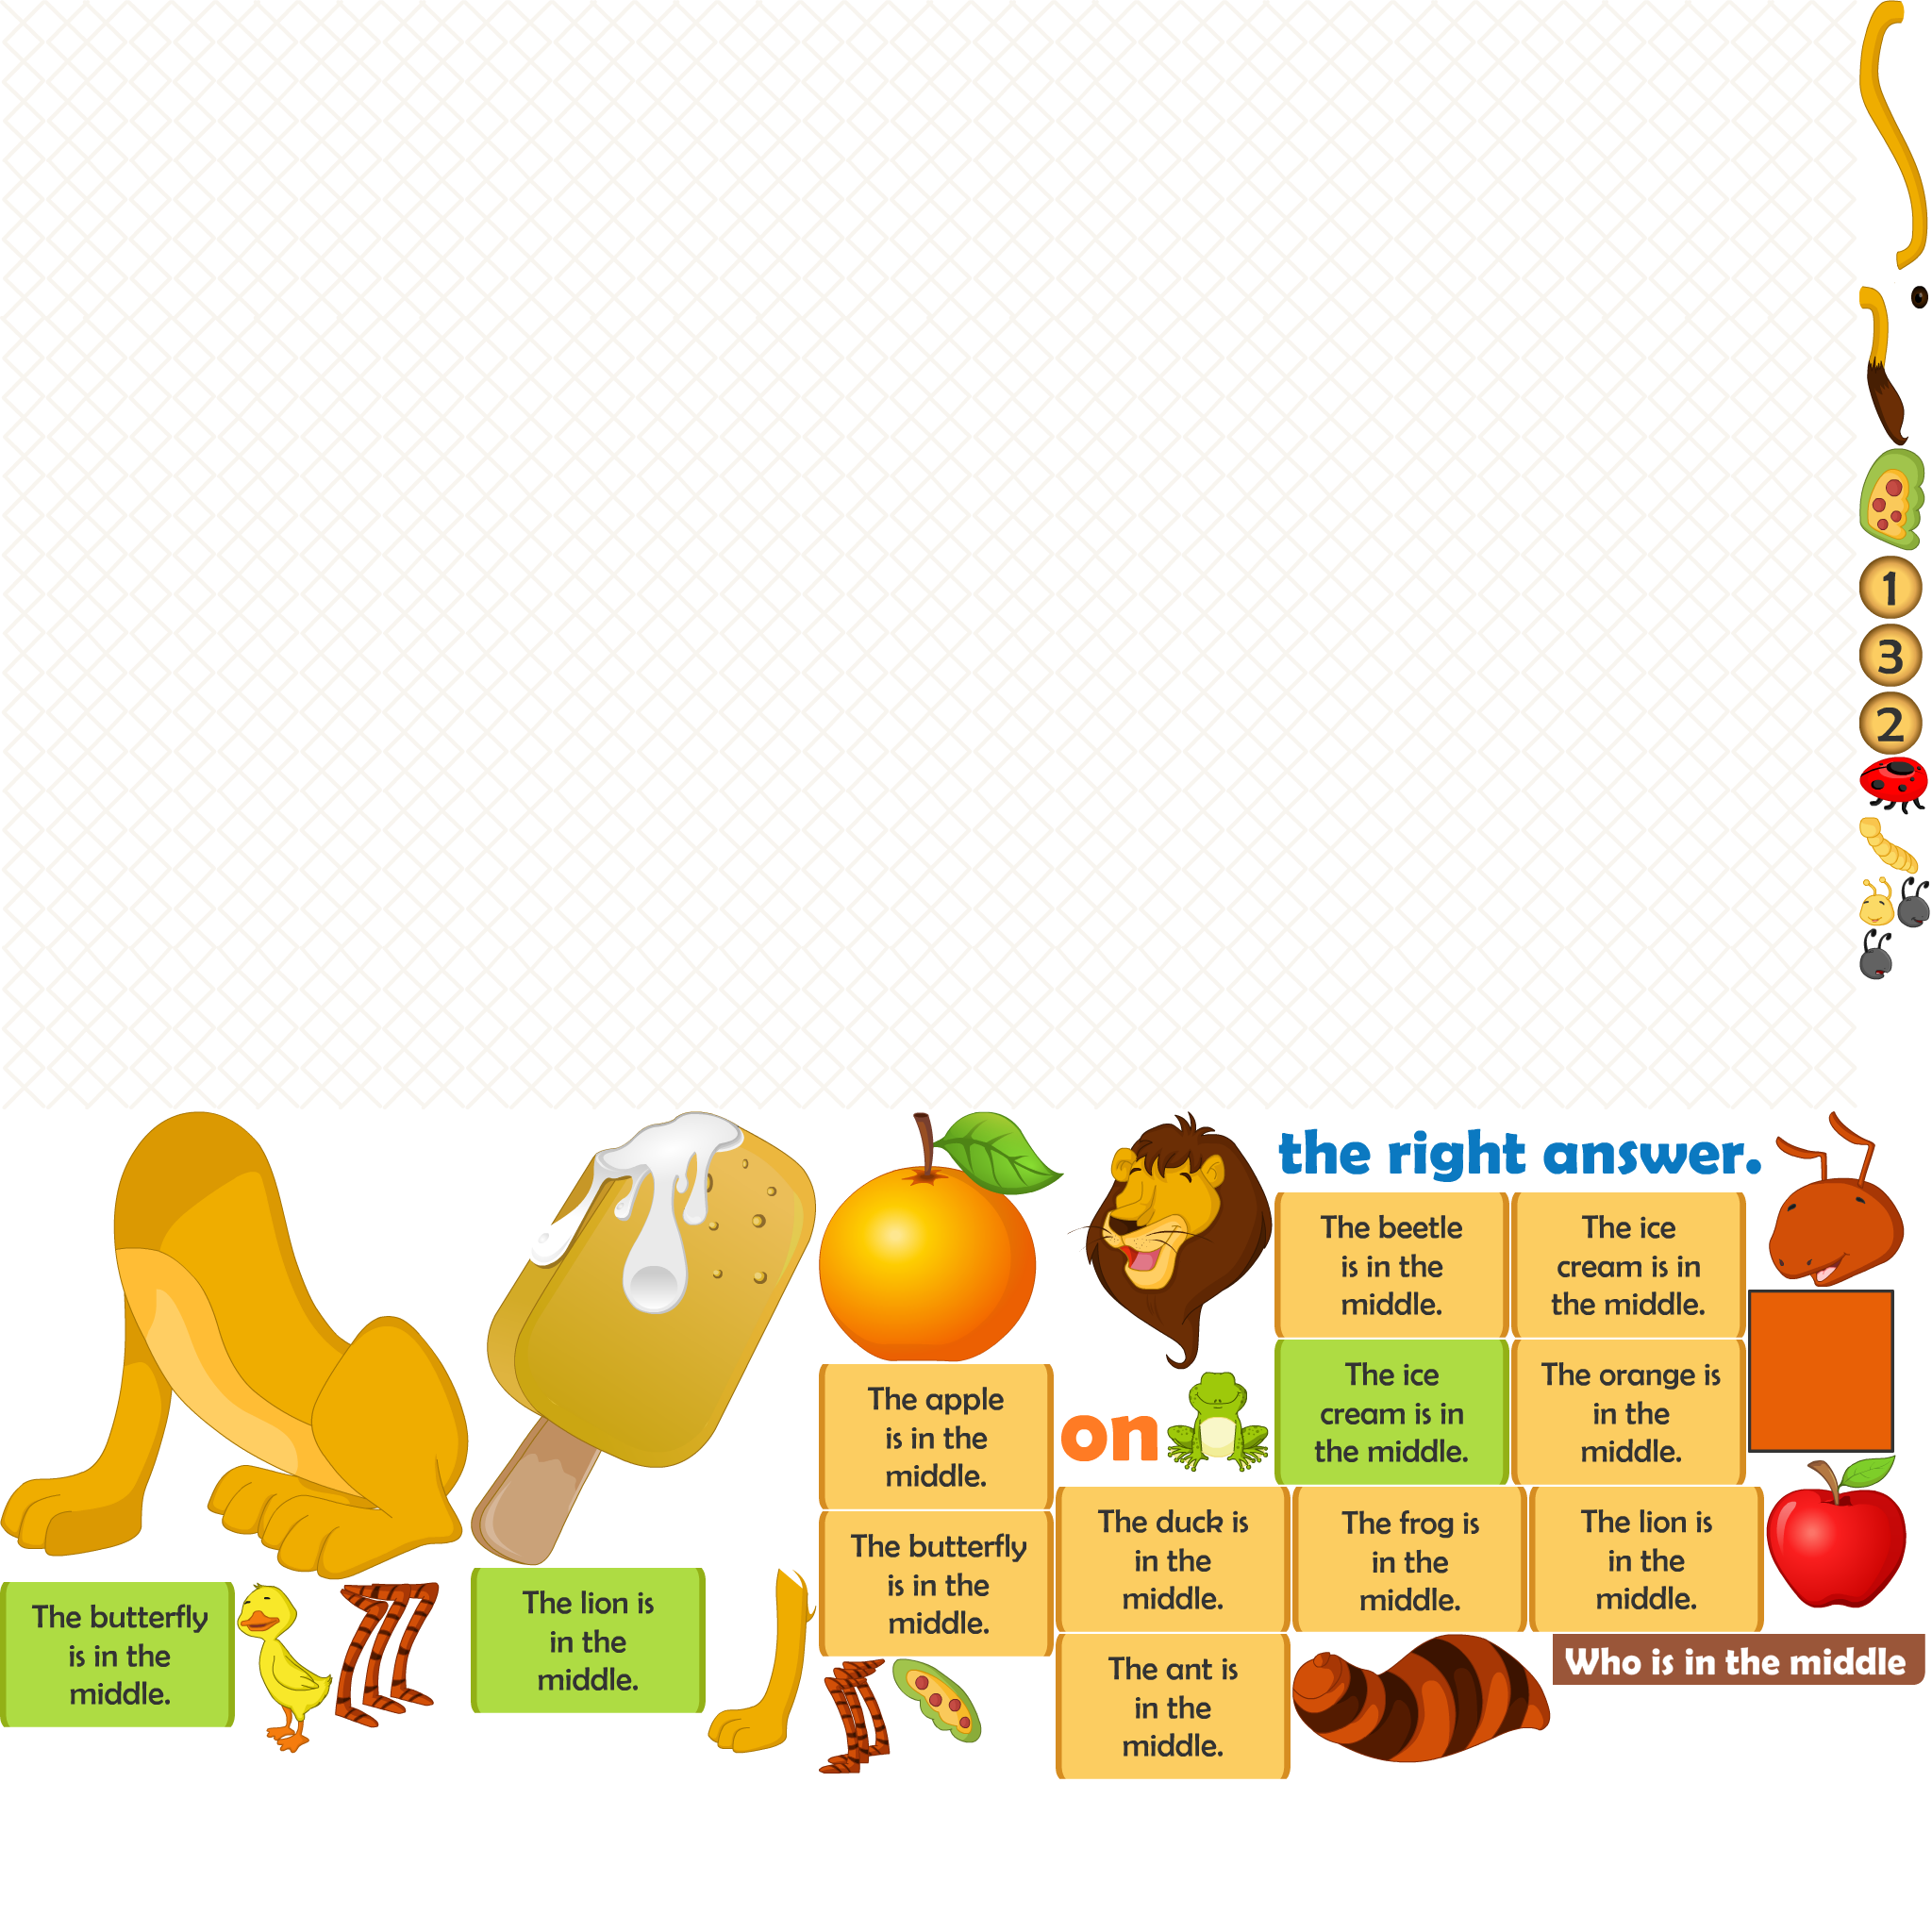 1
3
2
the right answer.
The beetle
is in the
middle.
The ice
cream is in
the middle.
The ice
cream is in
the middle.
The orange is
in the
middle.
The apple
is in the
middle.
on
The butterfly
is in the
middle.
The duck is
in the
middle.
The frog is
in the
middle.
The lion is
in the
middle.
The butterfly
is in the
middle.
The lion is
in the
middle.
The ant is
in the
middle.
Who is in the middle